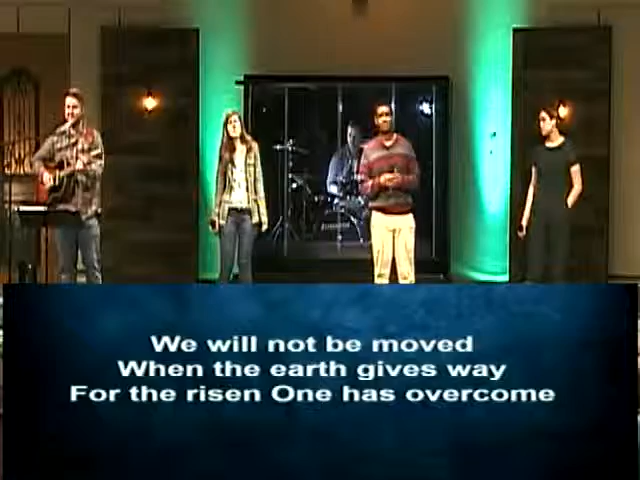 We will not be moved
When the earth gives way
For the risen One has overcome